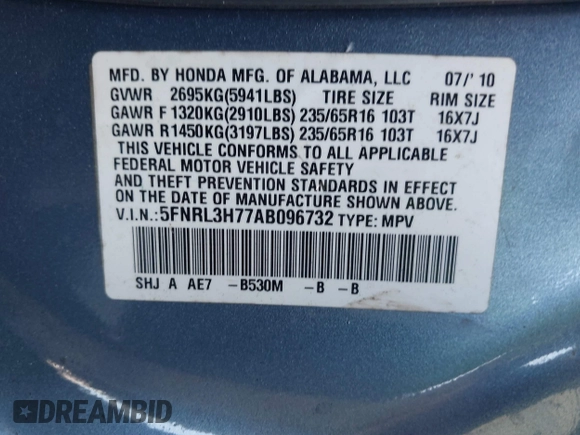 MFD. BY HONDA MFG. OF ALABAMA, LLC 07/'10
GVWR 2695KG(5941LBS) TIRE SIZE RIM SIZE
GAWR F 1320KG(2910LBS) 235/65R16 103T 16X7J
GAWR R1450KG(3197LBS) 235/65R16 103T 16X7J
THIS VEHICLE CONFORMS TO ALL APPLICABLE
FEDERAL MOTOR VEHICLE SAFETY
AND THEFT PREVENTION STANDARDS IN EFFECT
ON THE DATE OF MANUFACTURE SHOWN ABOVE.
V.I.N.:5FNRL3H77AB096732 TYPE: MPV
SHJ A AE7 -B530M -B -B
DREAMBID